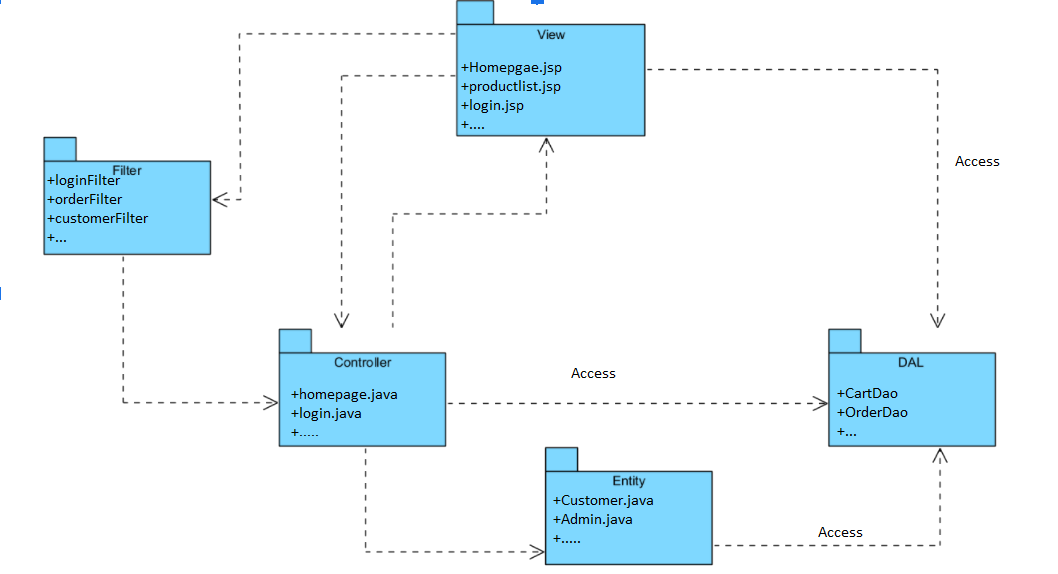 View
+Homepgae.jsp
+productlist.jsp
+login.jsp
+....
Access
Filter
+loginFilter
+orderFilter
+customerFilter
+...
Controller
+homepage.java
+login.java
+.....
Access
DAL
+CartDao
+OrderDao
+...
Entity
+Customer.java
+Admin.java
+.....
Access